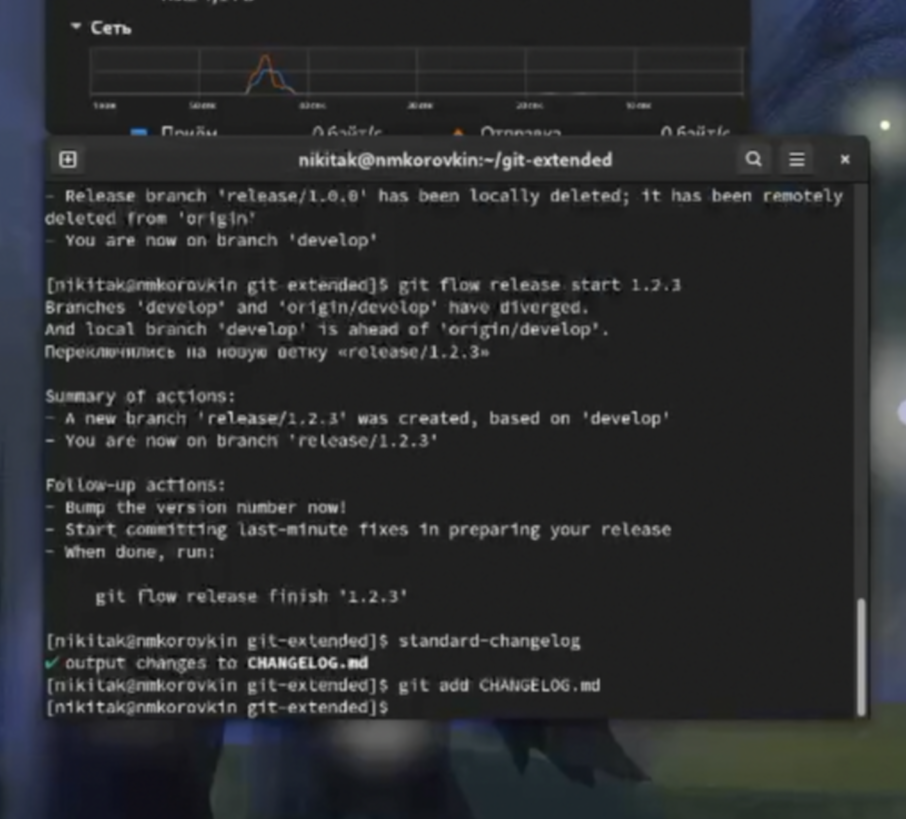 Сеть
Приём 0 байт/с Отправка 0 байт/с
nikitak@nmkorovkin:~/git-extended
- Release branch 'release/1.0.0' has been locally deleted; it has been remotely
deleted from 'origin'
- You are now on branch 'develop'
[nikitak@nmkorovkin git-extended]$ git flow release start 1.2.3
Branches 'develop' and 'origin/develop' have diverged.
And local branch 'develop' is ahead of 'origin/develop'.
Переключились на новую ветку «release/1.2.3»
Summary of actions:
- A new branch 'release/1.2.3' was created, based on 'develop'
- You are now on branch 'release/1.2.3'
Follow-up actions:
- Bump the version number now!
- Start committing last-minute fixes in preparing your release
- When done, run:
git flow release finish '1.2.3'
[nikitak@nmkorovkin git-extended]$ standard-changelog
✔ output changes to CHANGELOG.md
[nikitak@nmkorovkin git-extended]$ git add CHANGELOG.md
[nikitak@nmkorovkin git-extended]$